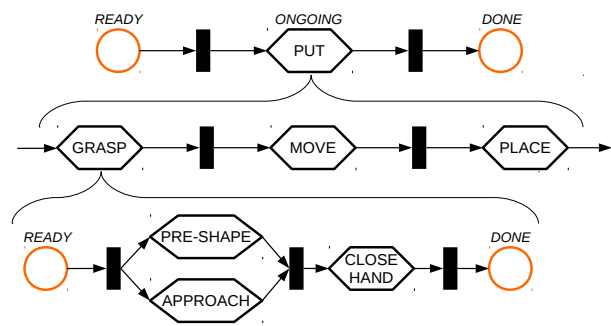 READY
ONGOING
DONE
PUT
GRASP
MOVE
PLACE
READY
PRE-SHAPE
DONE
CLOSE
HAND
APPROACH